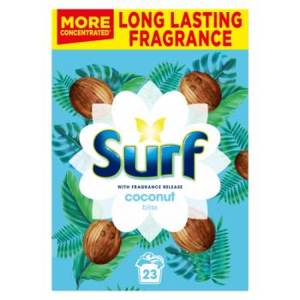 MORE
CONCENTRATED*
LONG LASTING
FRAGRANCE
Surf
WITH FRAGRANCE RELEASE
coconut
bliss
23